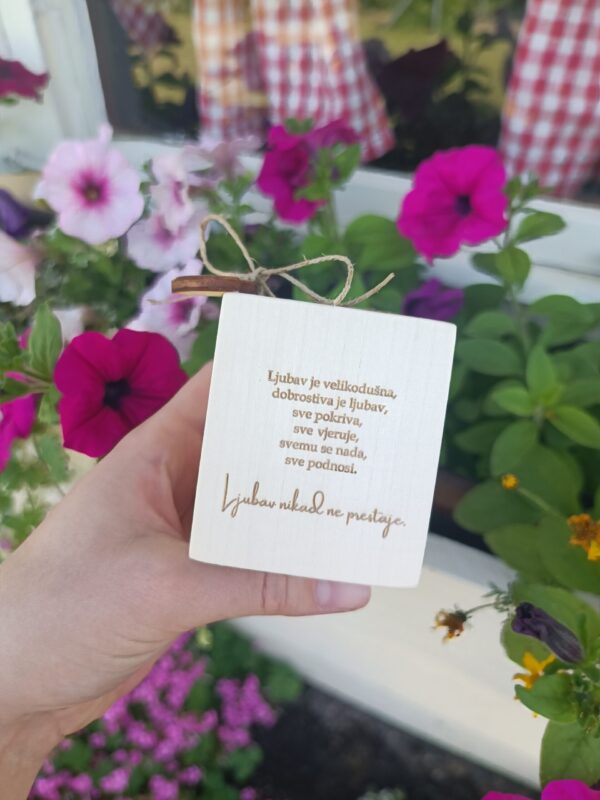 Ljubav je velikodušna,
dobrostiva je ljubav,
sve pokriva,
sve vjeruje,
svemu se nada,
sve podnosi.
Ljubav nikad ne prestaje.